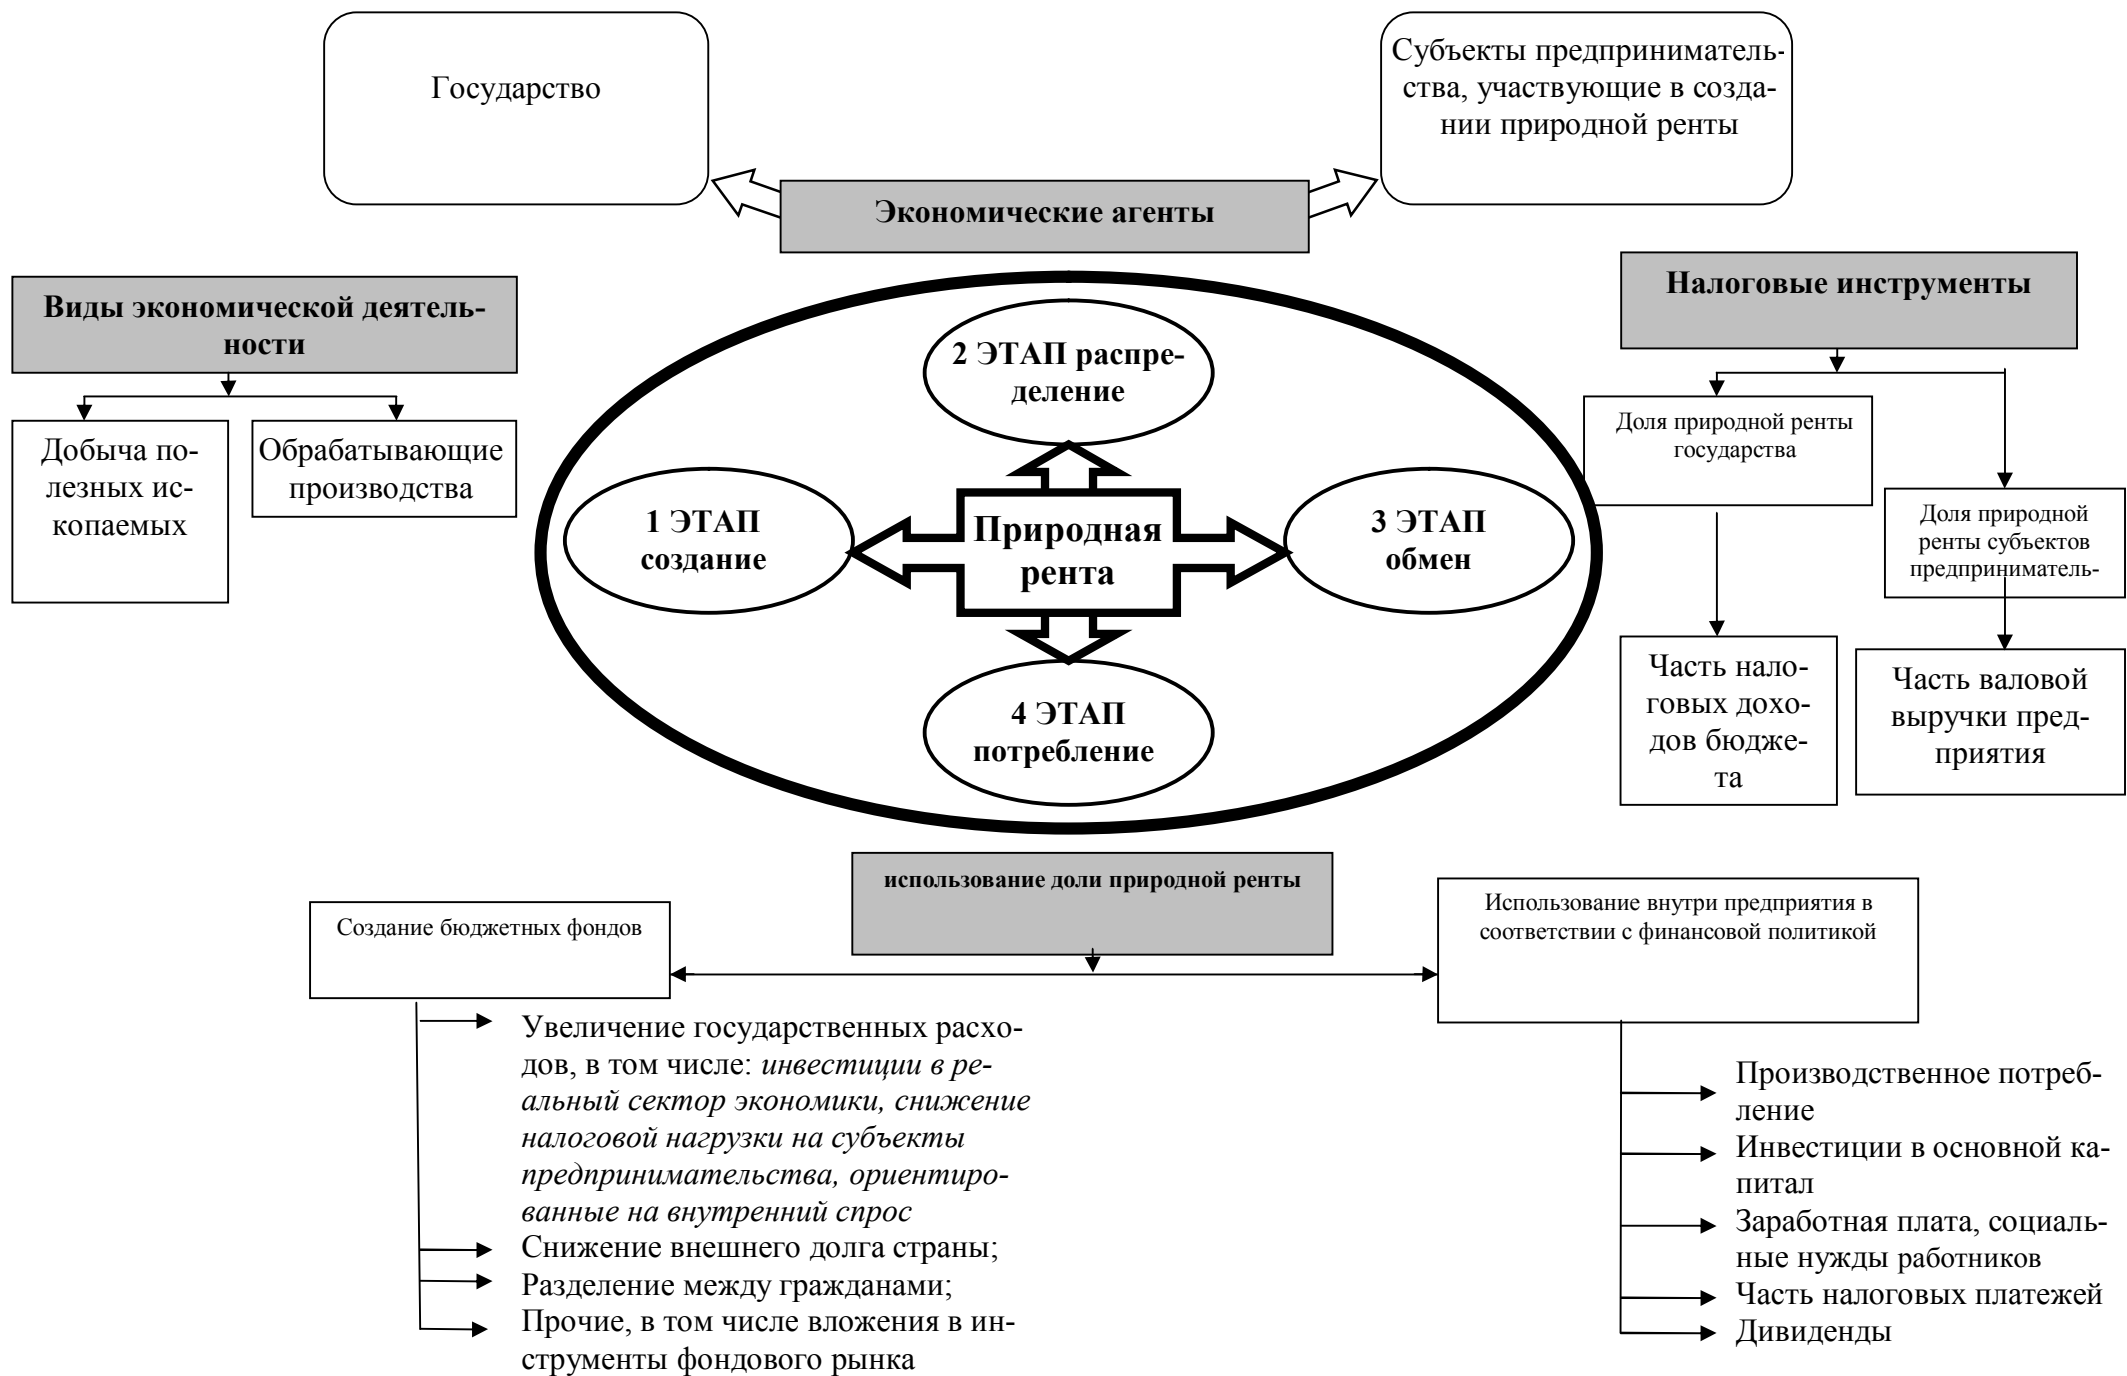 Государство
Субъекты предприниматель-
ства, участвующие в созда-
нии природной ренты
Экономические агенты
Виды экономической деятель-
ности
Добыча по-
лезных ис-
копаемых
Обрабатывающие
производства
2 ЭТАП распре-
деление
1 ЭТАП
создание
Природная
рента
3 ЭТАП
обмен
4 ЭТАП
потребление
Налоговые инструменты
Доля природной ренты
государства
Доля природной
ренты субъектов
предприниматель-
Часть нало-
говых дохо-
дов бюдже-
та
Часть валовой
выручки пред-
приятия
использование доли природной ренты
Создание бюджетных фондов
Увеличение государственных расхо-
дов, в том числе: инвестиции в ре-
альный сектор экономики, снижение
налоговой нагрузки на субъекты
предпринимательства, ориентиро-
ванные на внутренний спрос
Снижение внешнего долга страны;
Разделение между гражданами;
Прочие, в том числе вложения в ин-
струменты фондового рынка
Использование внутри предприятия в
соответствии с финансовой политикой
Производственное потреб-
ление
Инвестиции в основной ка-
питал
Заработная плата, социаль-
ные нужды работников
Часть налоговых платежей
Дивиденды